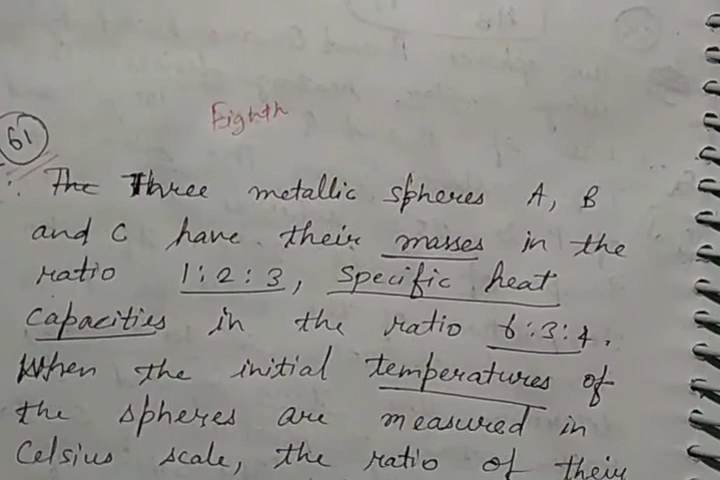 Eighth
61
The Three metallic spheres A, B
and C have their masses in the
ratio 1:2:3, specific heat
capacities in the ratio 6:3:4.
When the initial temperatures of
the spheres are measured in
Celsius scale, the ratio of their